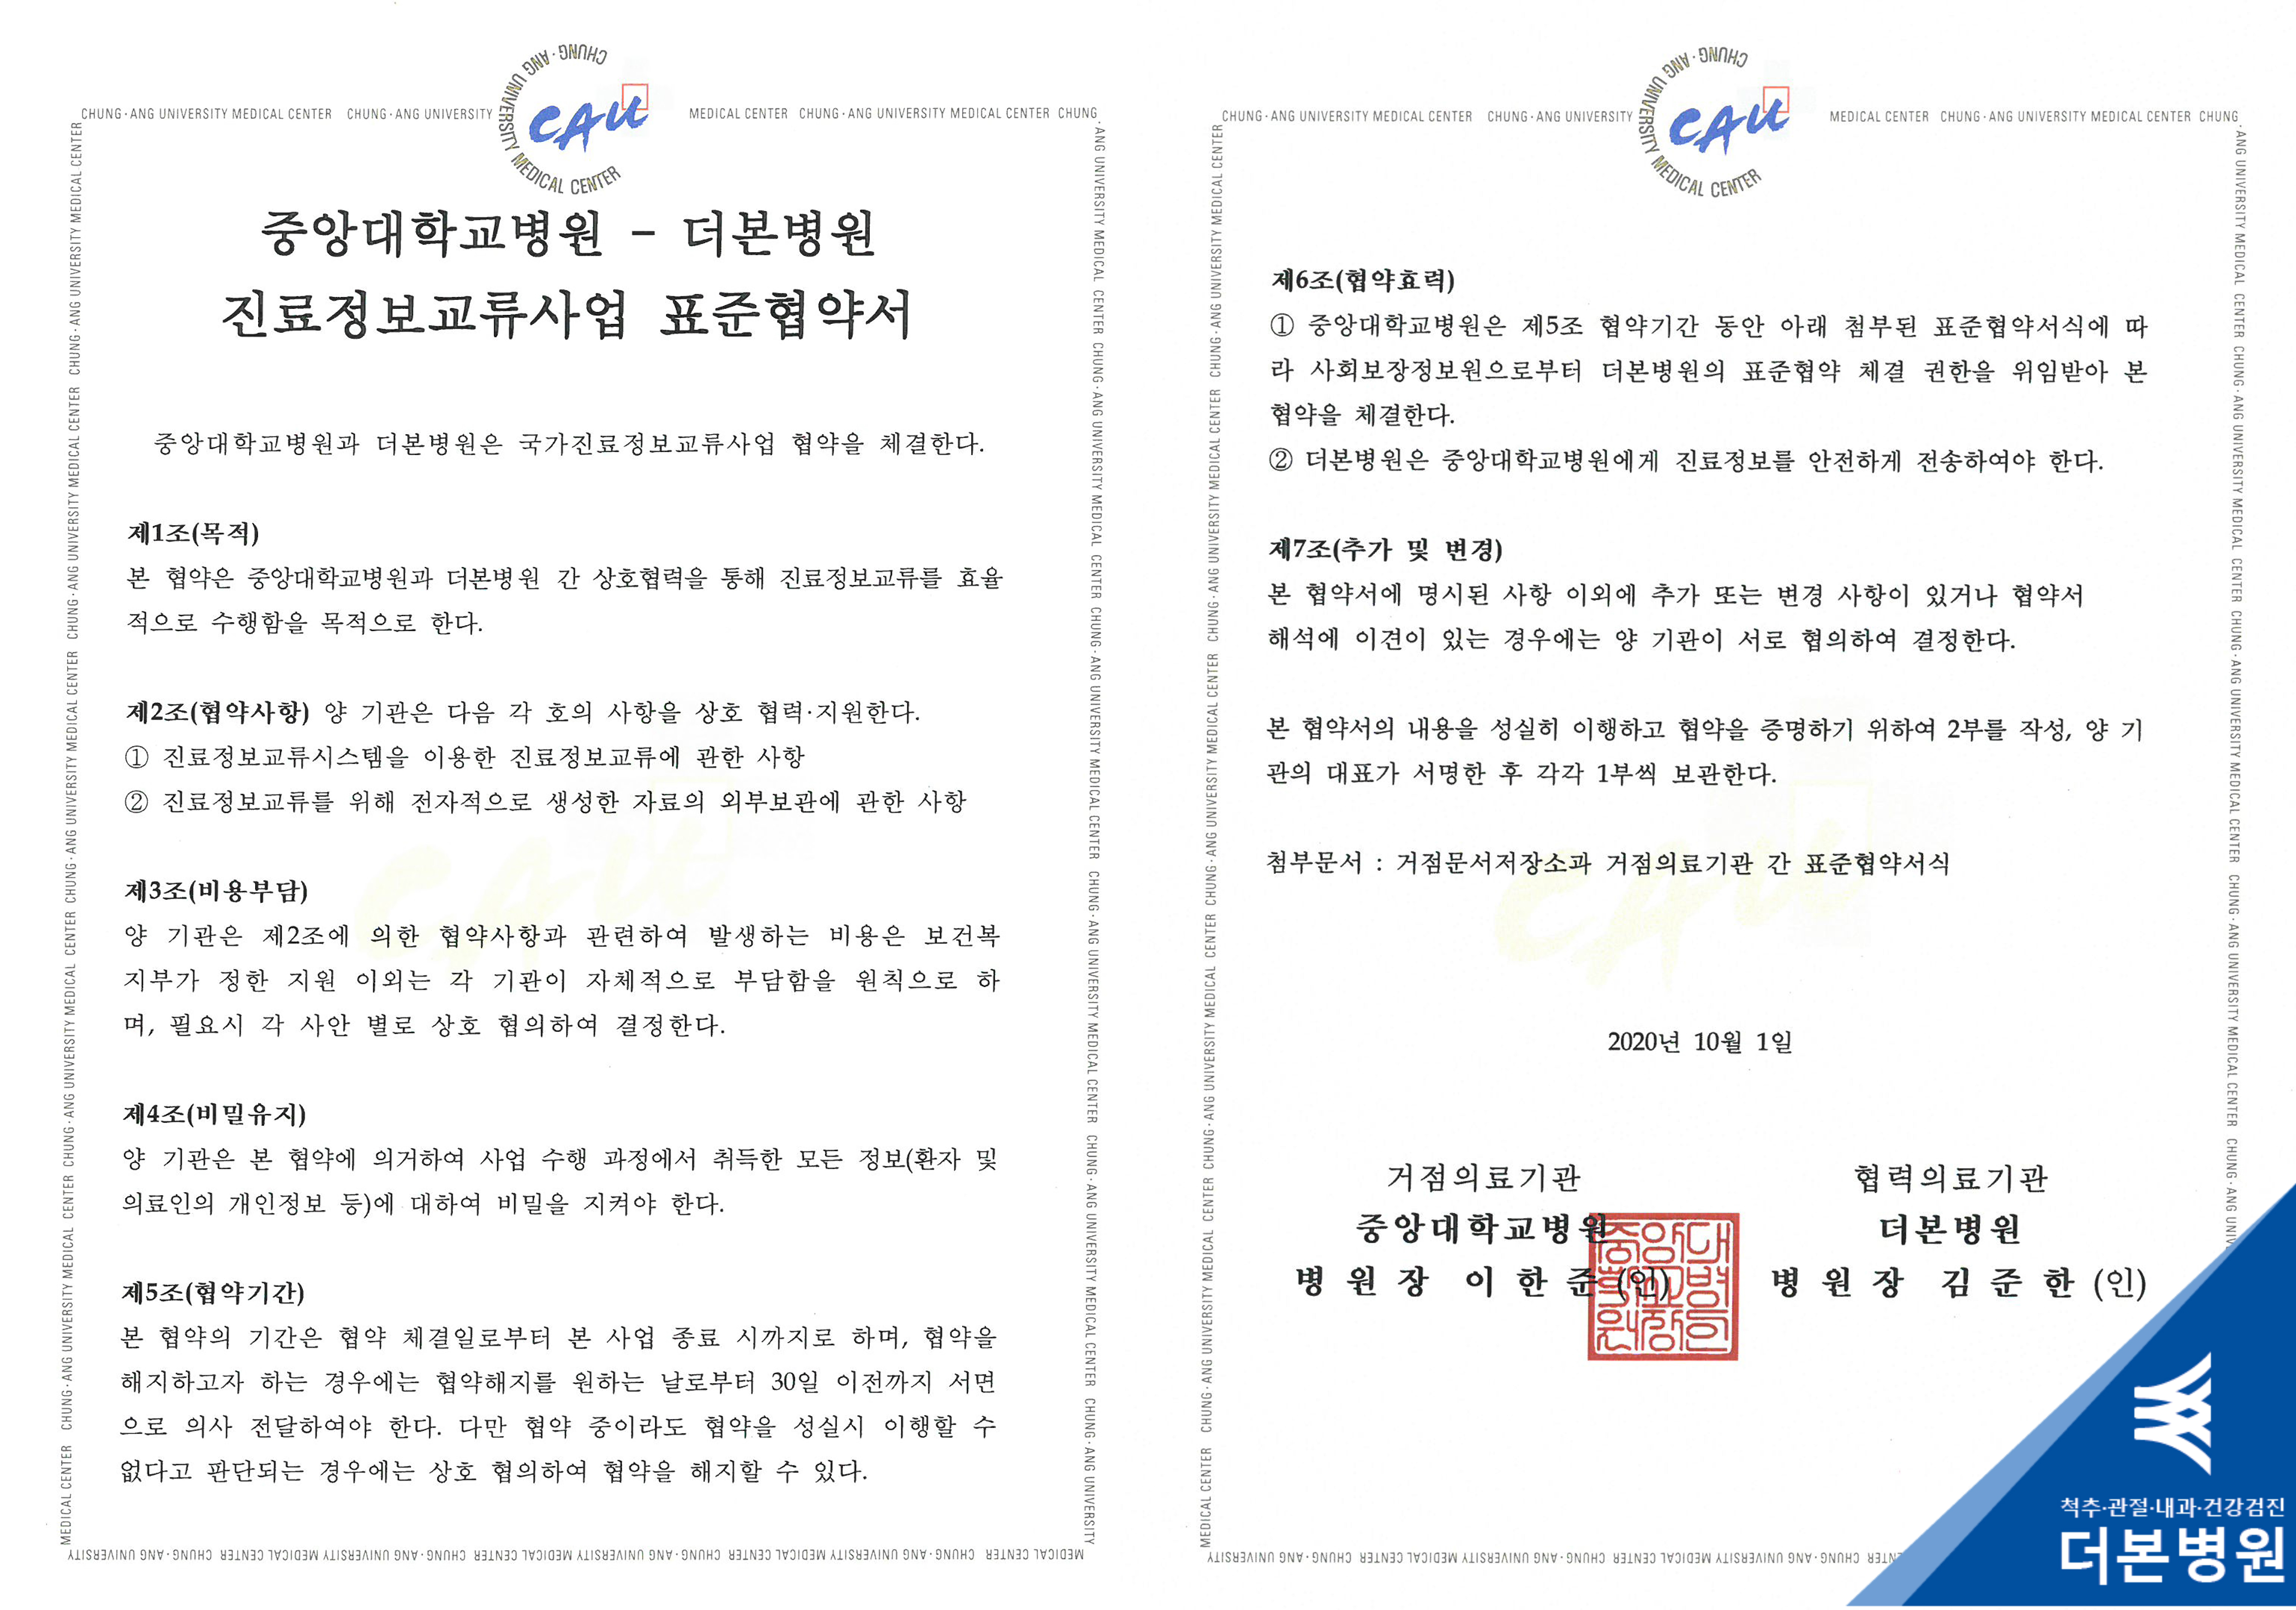 CHUNG·ANG UNIVERSITY MEDICAL CENTER CHUNG·ANG UNIVERSITY MEDICAL CENTER CHUNG·ANG UNIVERSITY MEDICAL CENTER CHUNG
CHUNG·ANG UNIVERSITY MEDICAL CENTER
CAU
중앙대학교병원 - 더본병원
진료정보교류사업 표준협약서
중앙대학교병원과 더본병원은 국가진료정보교류사업 협약을 체결한다.
제1조(목적)
본 협약은 중앙대학교병원과 더본병원 간 상호협력을 통해 진료정보교류를 효율
적으로 수행함을 목적으로 한다.
제2조(협약사항) 양 기관은 다음 각 호의 사항을 상호 협력·지원한다.
① 진료정보교류시스템을 이용한 진료정보교류에 관한 사항
② 진료정보교류를 위해 전자적으로 생성한 자료의 외부보관에 관한 사항
제3조(비용부담)
양 기관은 제2조에 의한 협약사항과 관련하여 발생하는 비용은 보건복
지부가 정한 지원 이외는 각 기관이 자체적으로 부담함을 원칙으로 하
며, 필요시 각 사안 별로 상호 협의하여 결정한다.
제4조(비밀유지)
양 기관은 본 협약에 의거하여 사업 수행 과정에서 취득한 모든 정보(환자 및
의료인의 개인정보 등)에 대하여 비밀을 지켜야 한다.
제5조(협약기간)
본 협약의 기간은 협약 체결일로부터 본 사업 종료 시까지로 하며, 협약을
해지하고자 하는 경우에는 협약해지를 원하는 날로부터 30일 이전까지 서면
으로 의사 전달하여야 한다. 다만 협약 중이라도 협약을 성실시 이행할 수
없다고 판단되는 경우에는 상호 협의하여 협약을 해지할 수 있다.
CHUNG·ANG UNIVERSITY MEDICAL CENTER CHUNG·ANG UNIVERSITY MEDICAL CENTER CHUNG·ANG UNIVERSITY MEDICAL CENTER CHUNG
CHUNG·ANG UNIVERSITY MEDICAL CENTER
CAU
제6조(협약효력)
① 중앙대학교병원은 제5조 협약기간 동안 아래 첨부된 표준협약서식에 따
라 사회보장정보원으로부터 더본병원의 표준협약 체결 권한을 위임받아 본
협약을 체결한다.
② 더본병원은 중앙대학교병원에게 진료정보를 안전하게 전송하여야 한다.
제7조(추가 및 변경)
본 협약서에 명시된 사항 이외에 추가 또는 변경 사항이 있거나 협약서
해석에 이견이 있는 경우에는 양 기관이 서로 협의하여 결정한다.
본 협약서의 내용을 성실히 이행하고 협약을 증명하기 위하여 2부를 작성, 양 기
관의 대표가 서명한 후 각각 1부씩 보관한다.
첨부문서 : 거점문서저장소과 거점의료기관 간 표준협약서식
2020년 10월 1일
거점의료기관
중앙대학교병원
병 원 장 이 한 준 (인)
협력의료기관
더본병원
병 원 장 김 준 한 (인)
척추·관절·내과·건강검진
더본병원